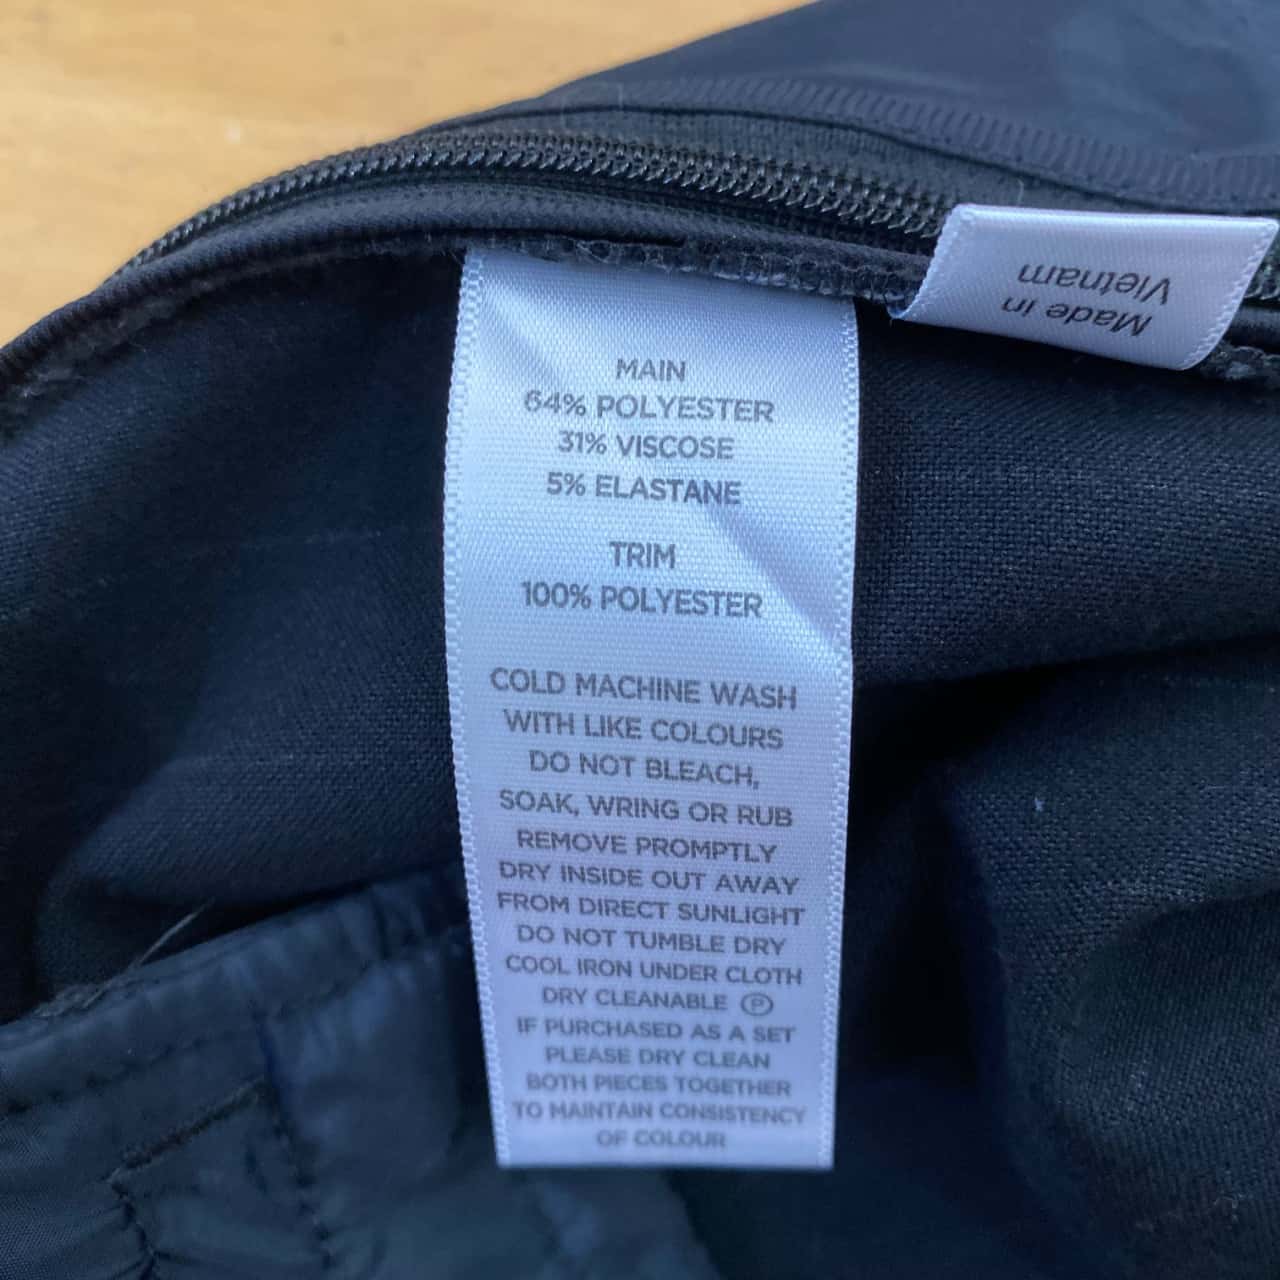 Made in
Vietnam
MAIN
64% POLYESTER
31% VISCOSE
5% ELASTANE
TRIM
100% POLYESTER
COLD MACHINE WASH
WITH LIKE COLOURS
DO NOT BLEACH,
SOAK, WRING OR RUB
REMOVE PROMPTLY
DRY INSIDE OUT AWAY
FROM DIRECT SUNLIGHT
DO NOT TUMBLE DRY
COOL IRON UNDER CLOTH
DRY CLEANABLE Ⓟ
IF PURCHASED AS A SET
PLEASE DRY CLEAN
BOTH PIECES TOGETHER
TO MAINTAIN CONSISTENCY
OF COLOUR